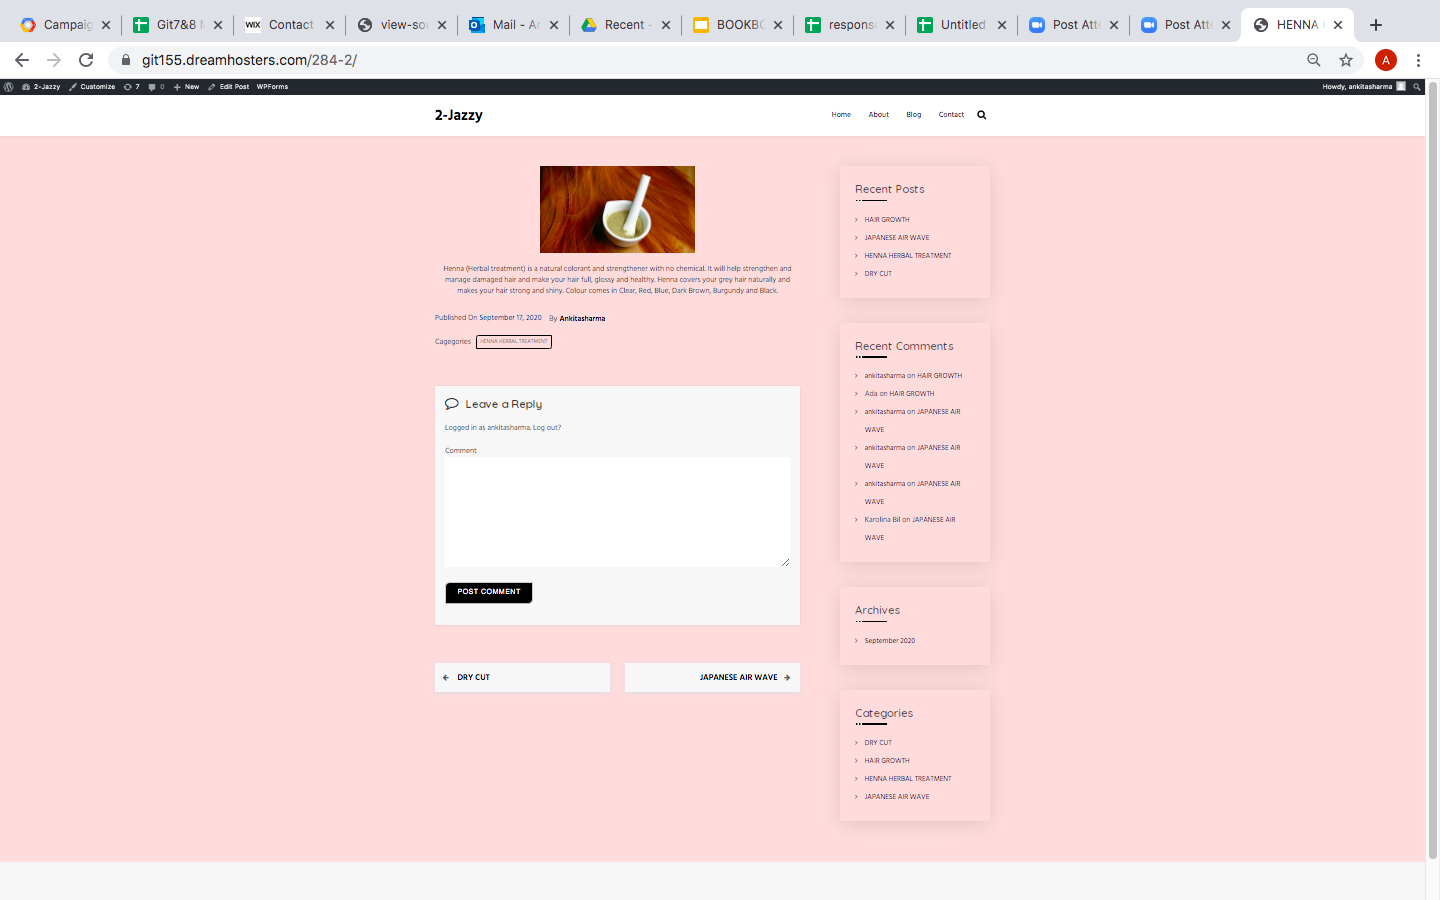 Campaig
Git7&8 M
WIX Contact
view-sou
Mail - An
Recent -
BOOKBO
respons
Untitled
Post Atte
Post Atte
HENNA
git155.dreamhosters.com/284-2/
A
2-Jazzy Customize 7 0 New Edit Post WPForms Howdy, ankitasharma
2-Jazzy
Home About Blog Contact
Henna (Herbal treatment) is a natural colorant and strengthener with no chemical. It will help strengthen and
manage damaged hair and make your hair full, glossy and healthy. Henna covers your grey hair naturally and
makes your hair strong and shiny. Colour comes in Clear, Red, Blue, Dark Brown, Burgundy and Black.
Published On September 17, 2020 By Ankitasharma
Cagegories HENNA HERBAL TREATMENT
Leave a Reply
Logged in as ankitasharma. Log out?
Comment
POST COMMENT
DRY CUT
JAPANESE AIR WAVE
Recent Posts
HAIR GROWTH
JAPANESE AIR WAVE
HENNA HERBAL TREATMENT
DRY CUT
Recent Comments
ankitasharma on HAIR GROWTH
Ada on HAIR GROWTH
ankitasharma on JAPANESE AIR
WAVE
ankitasharma on JAPANESE AIR
WAVE
ankitasharma on JAPANESE AIR
WAVE
Karolina Bil on JAPANESE AIR
WAVE
Archives
September 2020
Categories
DRY CUT
HAIR GROWTH
HENNA HERBAL TREATMENT
JAPANESE AIR WAVE